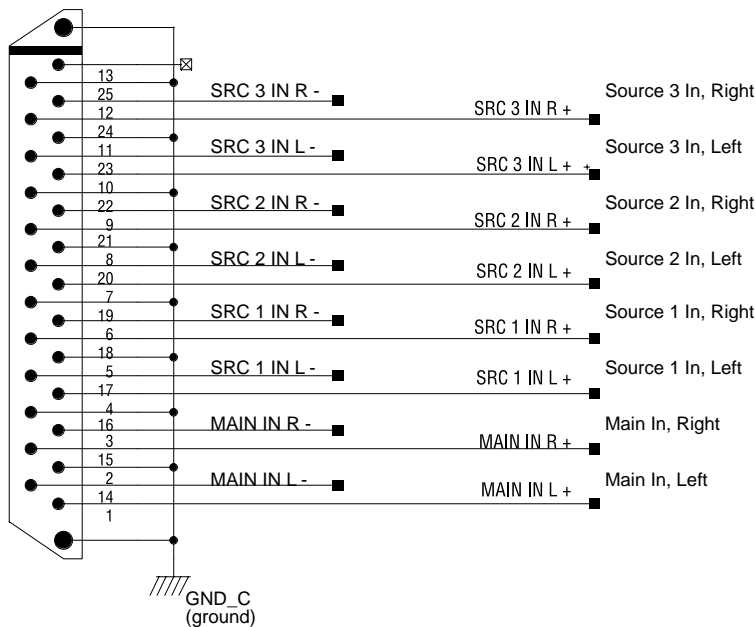 13
25
SRC 3 IN R -
Source 3 In, Right
12
SRC 3 IN R +
24
11
SRC 3 IN L -
Source 3 In, Left
23
SRC 3 IN L + +
10
22
SRC 2 IN R -
Source 2 In, Right
9
SRC 2 IN R +
21
8
SRC 2 IN L -
Source 2 In, Left
20
SRC 2 IN L +
7
19
SRC 1 IN R -
Source 1 In, Right
6
SRC 1 IN R +
18
5
SRC 1 IN L -
Source 1 In, Left
17
SRC 1 IN L +
4
16
MAIN IN R -
Main In, Right
3
MAIN IN R +
15
2
MAIN IN L -
Main In, Left
14
MAIN IN L +
1
GND_C
(ground)